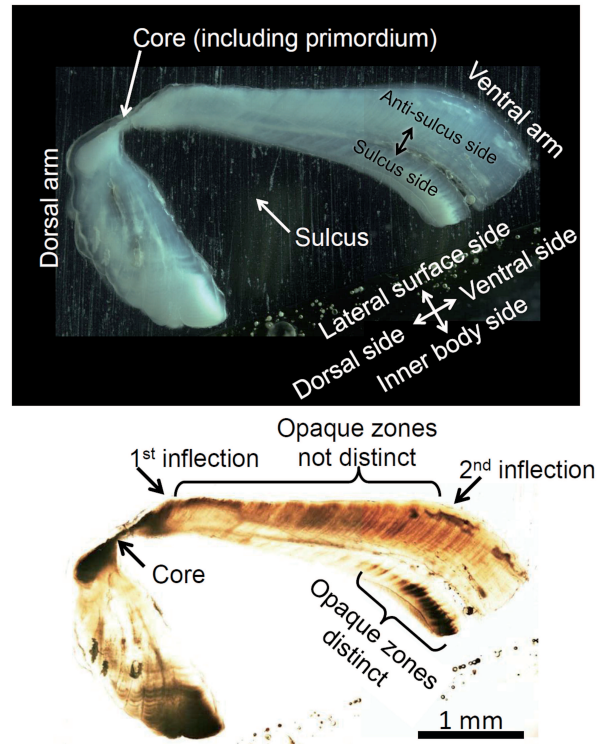 Core (including primordium)
Ventral arm
Anti-sulcus side
Sulcus side
Dorsal arm
Sulcus
Lateral surface side
Ventral side
Dorsal side
Inner body side
Opaque zones
not distinct
1st inflection
2nd inflection
Core
Opaque zones
distinct
1 mm